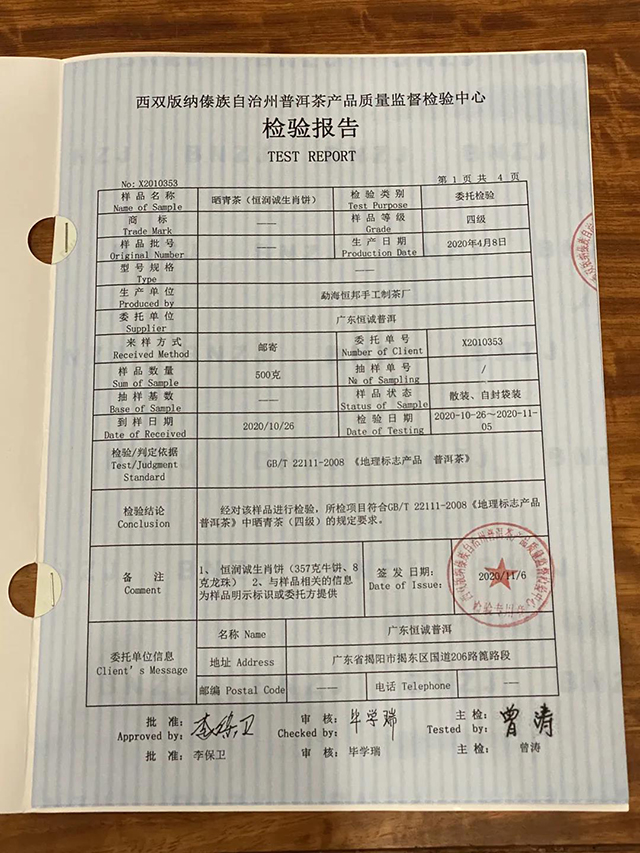 西双版纳傣族自治州普洱茶产品质量监督检验中心
检验报告
TEST REPORT
No: X2010353 第 1 页 共 4 页
样品名称 晒青茶（恒润诚生肖饼） 检验类别 委托检验
Name of Sample Test Purpose
商标 —— 样品等级 四级
Trade Mark Grade
样品批号 —— 生产日期 2020年4月8日
Original Number Production Date
型号规格 ——
Type
生产单位 勐海恒邦手工制茶厂
Produced by
委托单位 广东恒诚普洱
Supplier
来样方式 邮寄 委托单号 X2010353
Received Method Number of Client
样品数量 500克 抽样单号 /
Sum of Sample № of Sampling
抽样基数 —— 样品状态 散装、自封袋装
Base of Sample Status of Sample
到样日期 2020/10/26 检验日期 2020-10-26~2020-11-05
Date of Received Date of Testing
检验/判定依据 GB/T 22111-2008 《地理标志产品 普洱茶》
Test/Judgment
Standard
检验结论 经对该样品进行检验，所检项目符合GB/T 22111-2008《地理标志产品
Conclusion 普洱茶》中晒青茶（四级）的规定要求。
备注 1、 恒润诚生肖饼（357克牛饼、8 签发日期： 2020/11/6
Comment 克龙珠） 2、与样品相关的信息 Date of Issue:
为样品明示标识或委托方提供
检验专用章
委托单位信息 名称 Name 广东恒诚普洱
Client's Message 地址 Address 广东省揭阳市揭东区国道206路篦路段
邮编 Postal Code —— 电话 Telephone ——
批准: 李保卫 审核: 毕学瑞 主检: 曾涛
Approved by: Checked by: Tested by:
批准: 李保卫 审核: 毕学瑞 主检: 曾涛